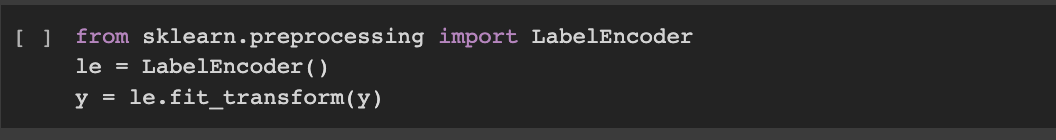 [ ] from sklearn.preprocessing import LabelEncoder
le = LabelEncoder()
y = le.fit_transform(y)